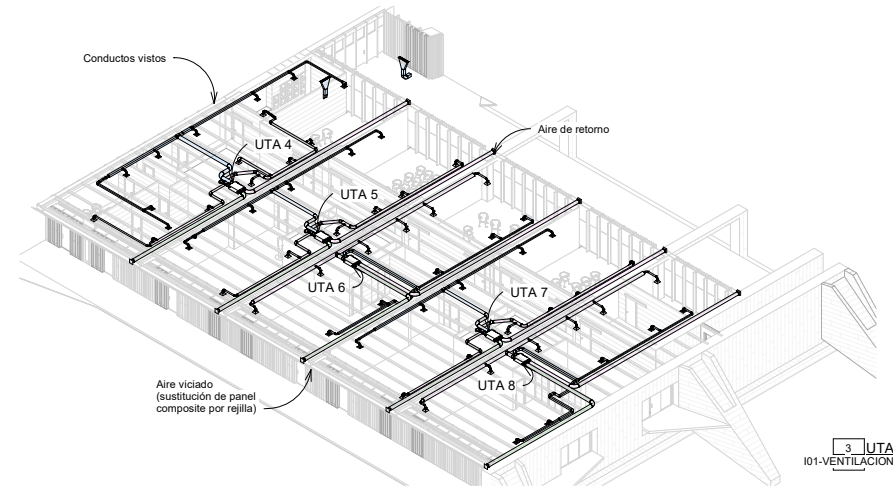 Conductos vistos
Aire de retorno
UTA 4
UTA 5
UTA 6
UTA 7
UTA 8
Aire viciado
(sustitución de panel
composite por rejilla)
3 UTA
I01-VENTILACION